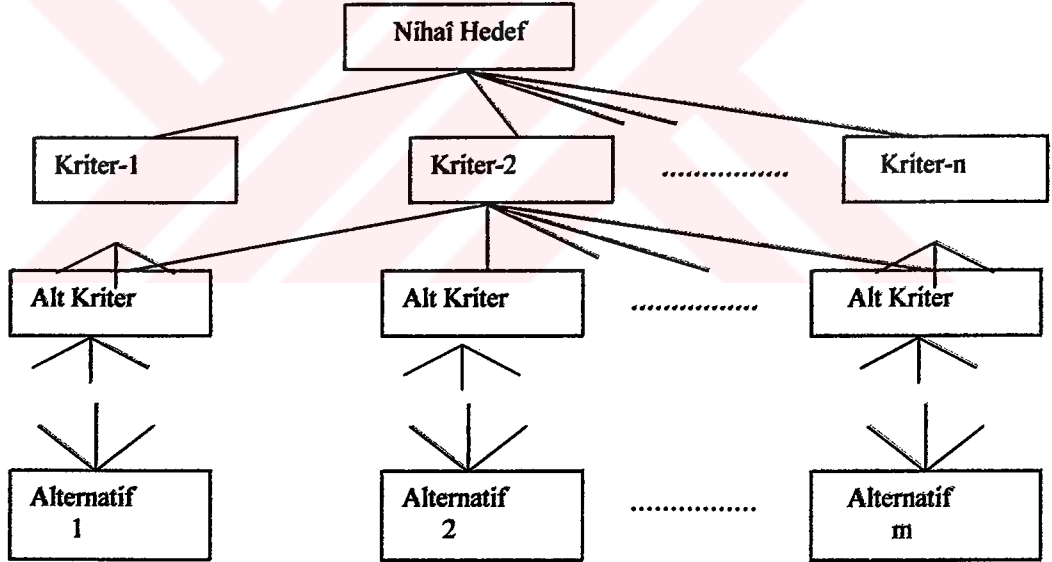 Nihaî Hedef
Kriter-1
Kriter-2
..................
Kriter-n
Alt Kriter
Alt Kriter
..................
Alt Kriter
Alternatif
1
Alternatif
2
..................
Alternatif
m